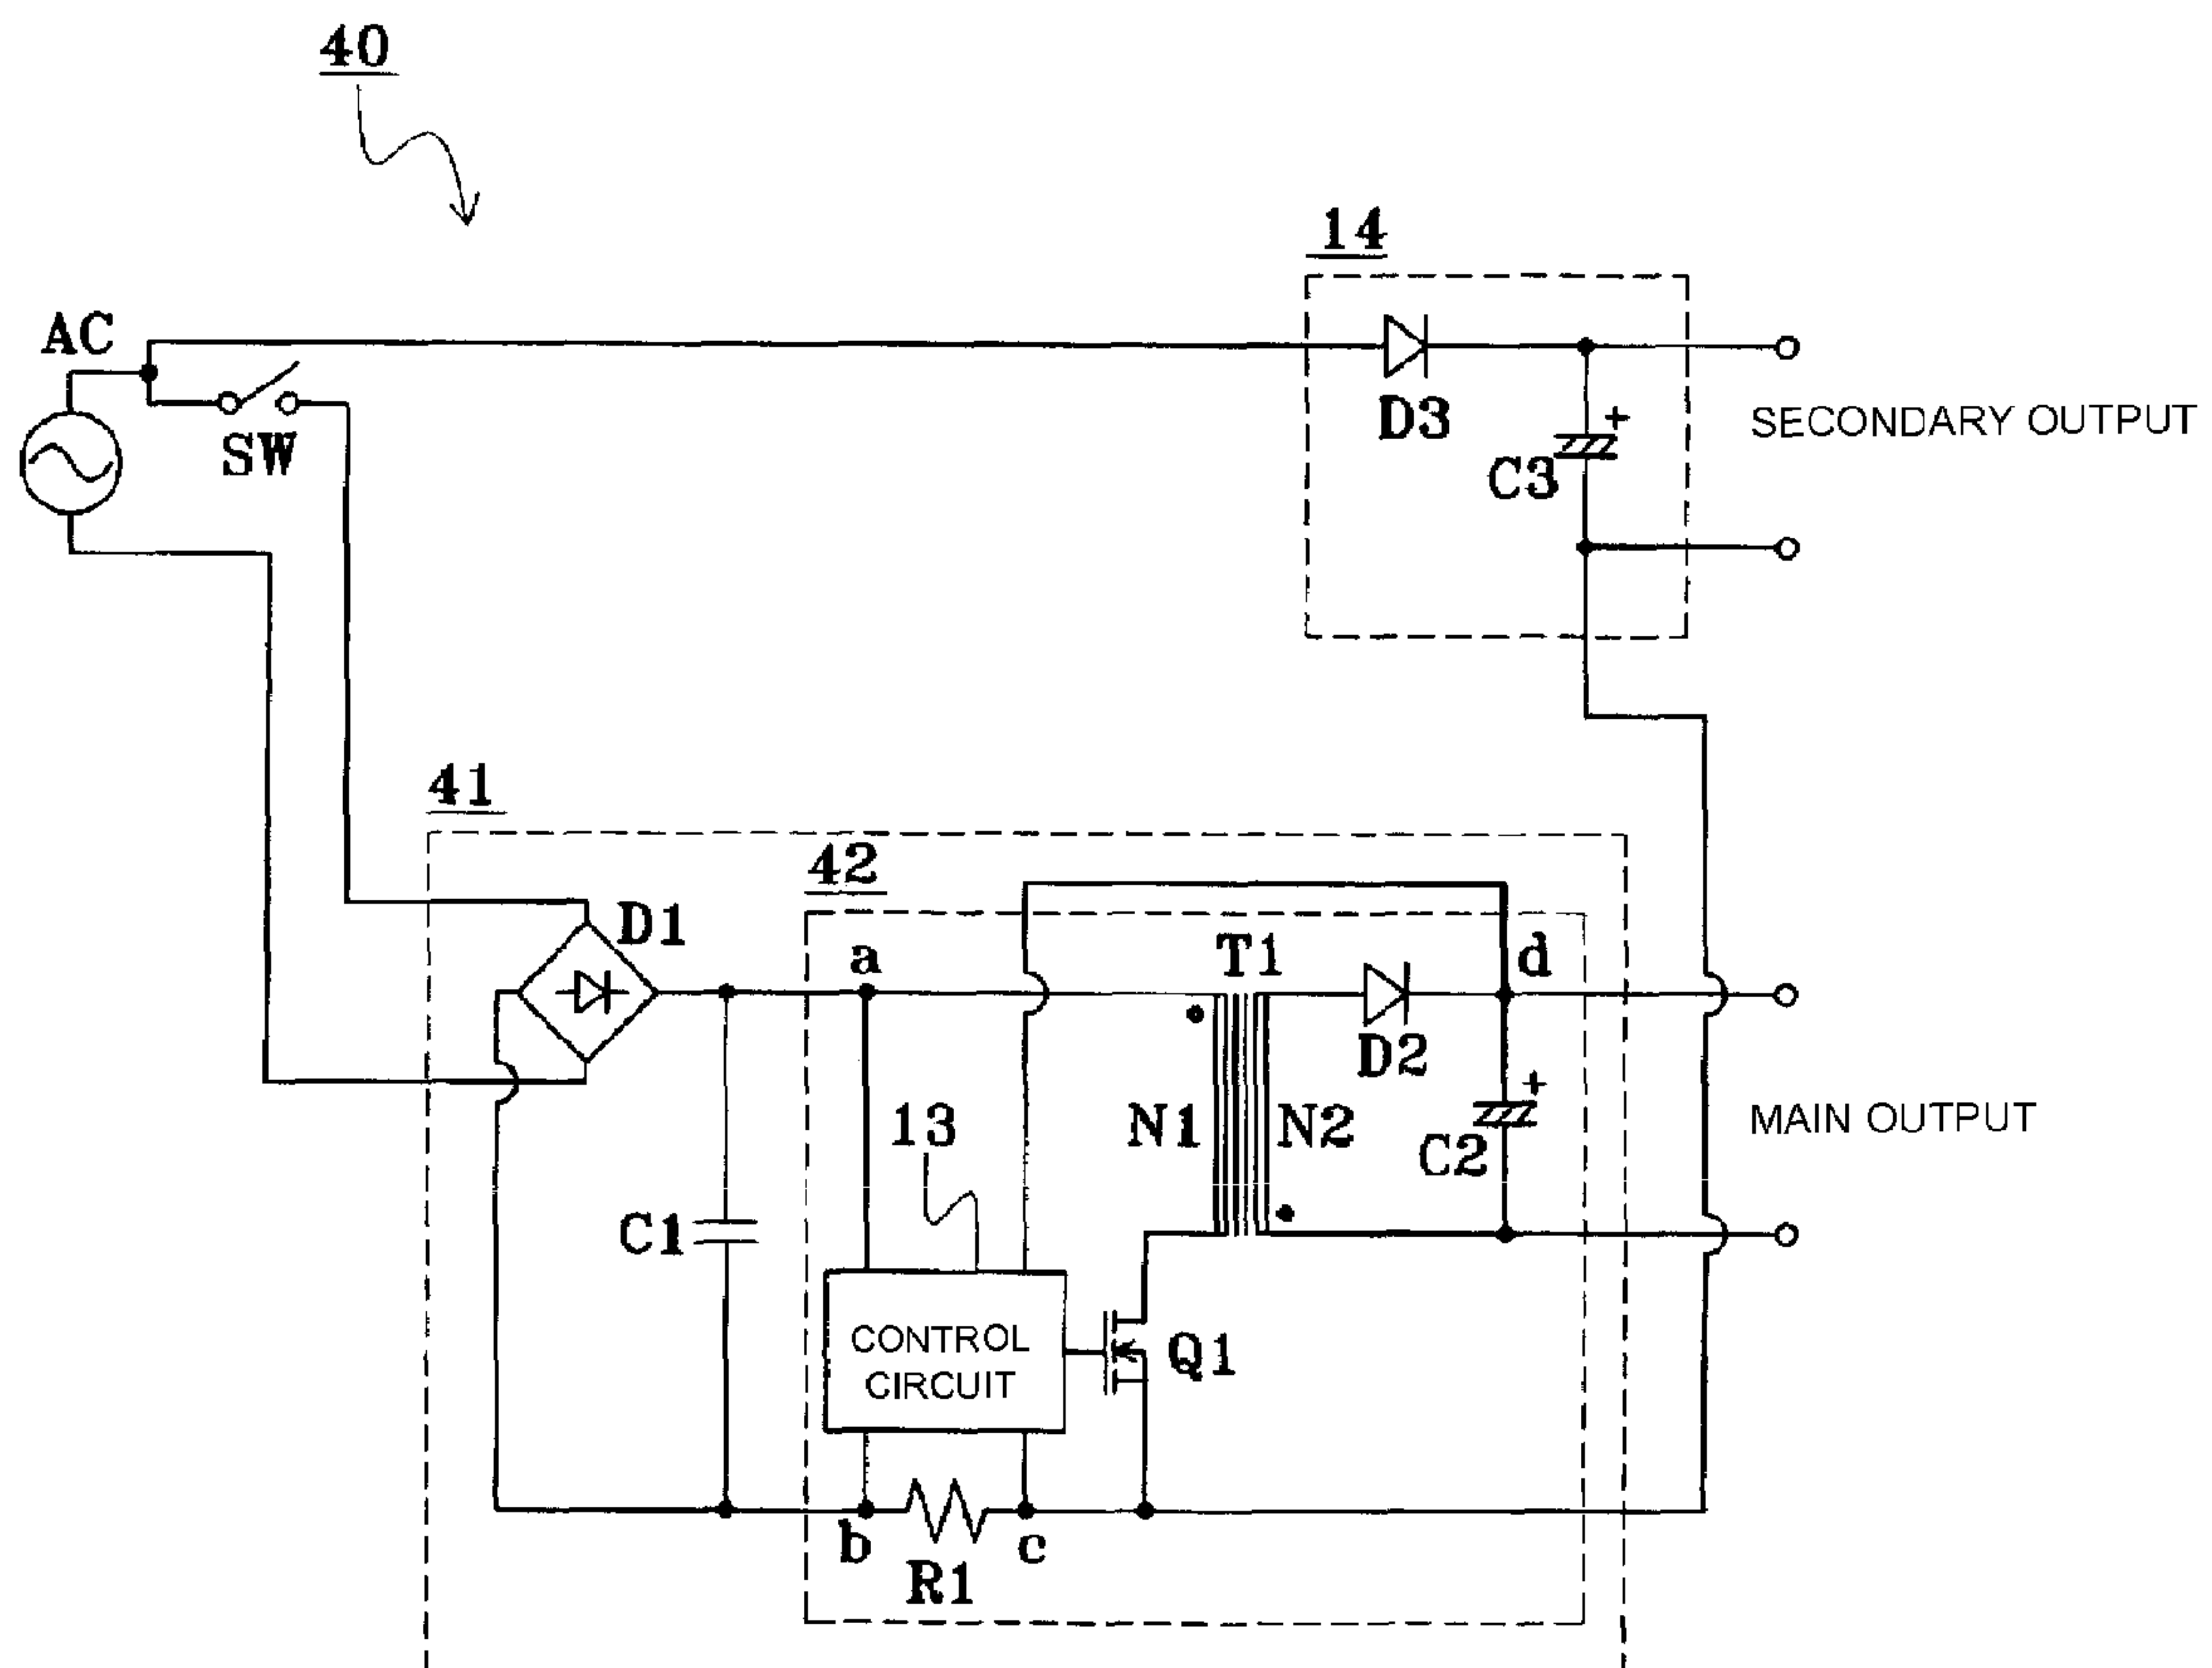 40
14
AC
SW
D3
+
C3
SECONDARY OUTPUT
41
42
D1
a
T1
d
D2
+
13
N1
N2
C2
MAIN OUTPUT
C1
CONTROL
CIRCUIT
Q1
b
c
R1